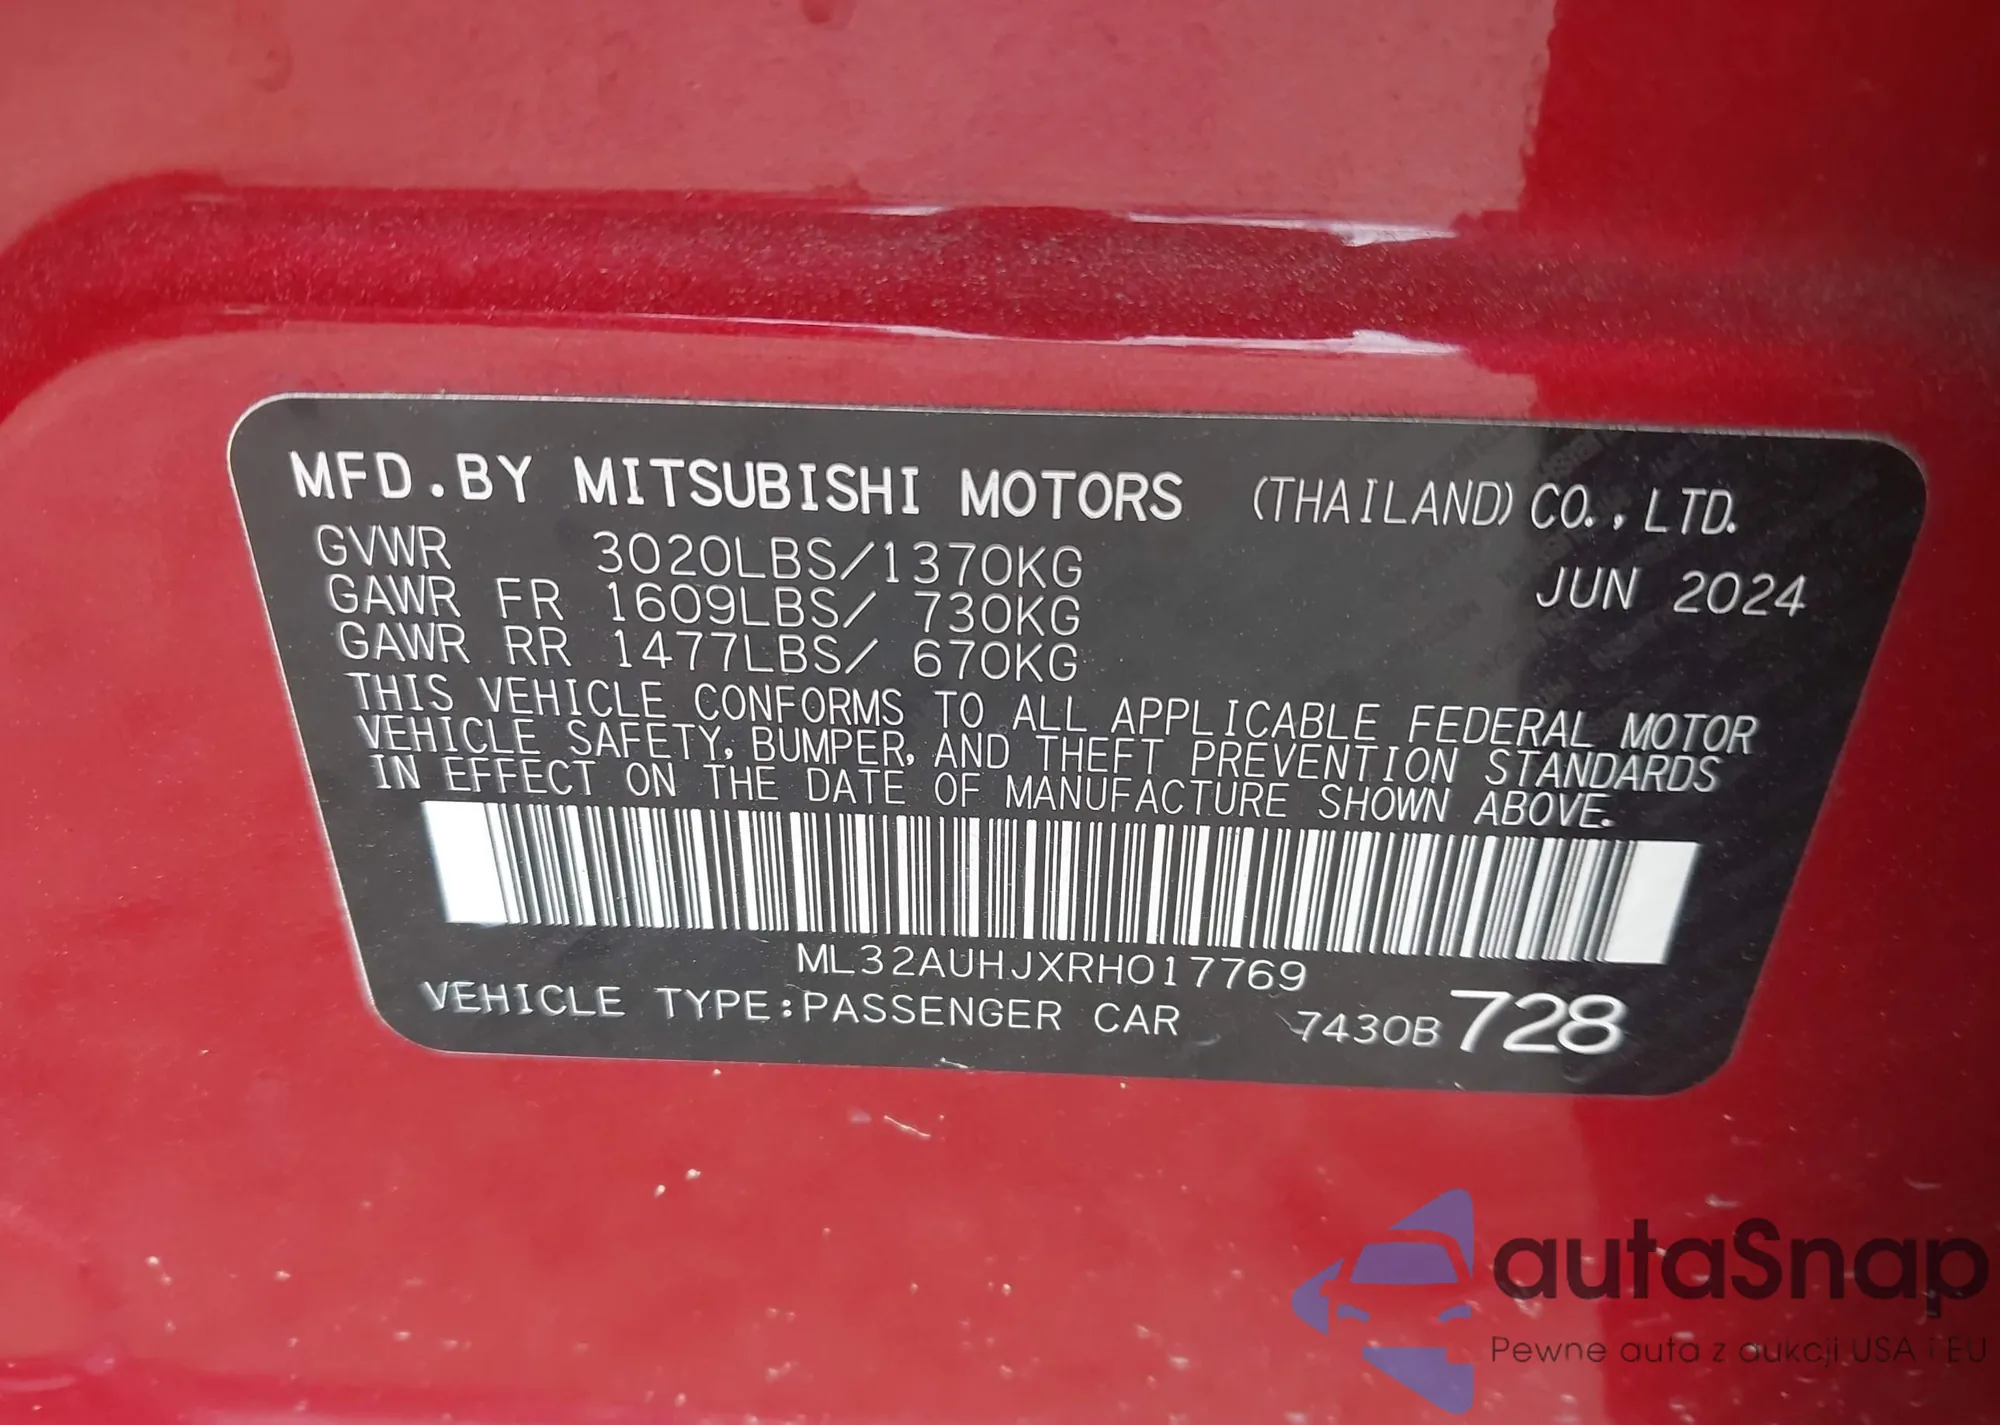 MFD.BY MITSUBISHI MOTORS (THAILAND) CO.,LTD.
GVWR 3020LBS/1370KG JUN 2024
GAWR FR 1609LBS/ 730KG
GAWR RR 1477LBS/ 670KG
THIS VEHICLE CONFORMS TO ALL APPLICABLE FEDERAL MOTOR
VEHICLE SAFETY, BUMPER, AND THEFT PREVENTION STANDARDS
IN EFFECT ON THE DATE OF MANUFACTURE SHOWN ABOVE.
ML32AUHJXRH017769
VEHICLE TYPE:PASSENGER CAR 7430B 728
autaSnap
Pewne auta z aukcji USA i EU